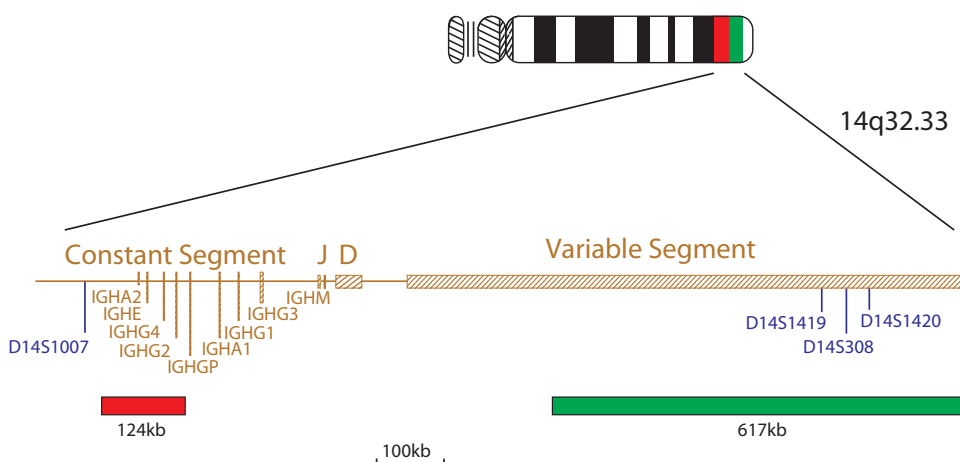 14q32.33
Constant Segment J D Variable Segment
IGHA2 IGHM
IGHE IGHG3
IGHG4 IGHG1
D14S1007 IGHG2 IGHA1
IGHGP
D14S1419 D14S1420
D14S308
124kb 617kb
100kb